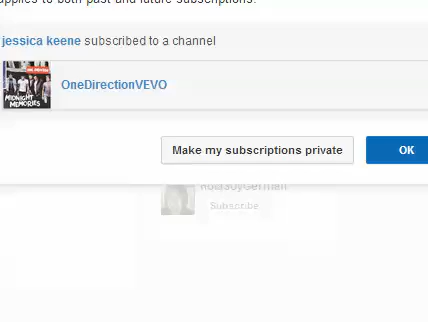 applies to both past and future subscriptions.
jessica keene subscribed to a channel
OneDirectionVEVO
MIDNIGHT
MEMORIES
Make my subscriptions private
OK
Subscribe